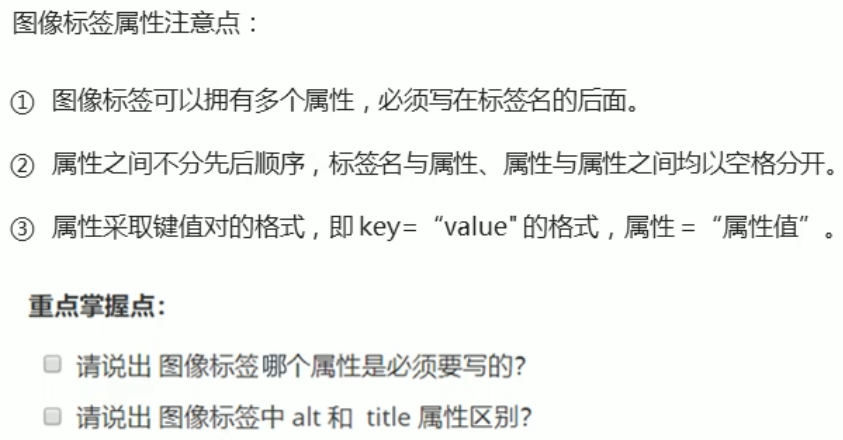 图像标签属性注意点：
① 图像标签可以拥有多个属性，必须写在标签名的后面。
② 属性之间不分先后顺序，标签名与属性、属性与属性之间均以空格分开。
③ 属性采取键值对的格式，即 key=“value" 的格式，属性 =“属性值”。
重点掌握点：
请说出 图像标签 哪个属性是必须要写的？
请说出 图像标签中 alt 和 title 属性区别？